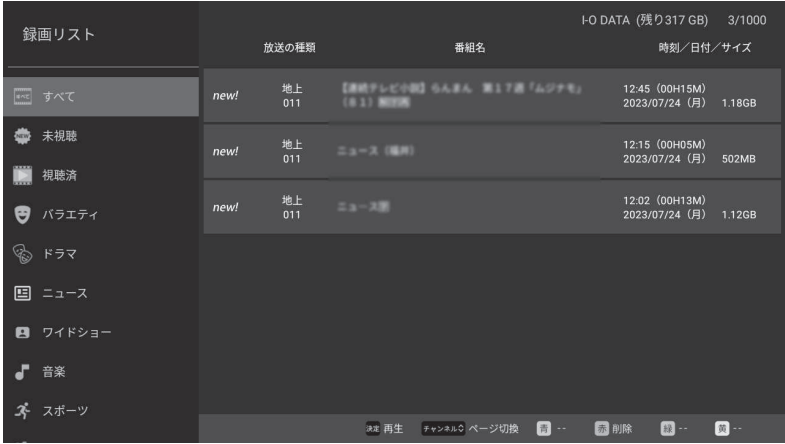 録画リスト
I-O DATA (残り317 GB) 3/1000
放送の種類 番組名 時刻／日付／サイズ
すべて すべて
NEW 未視聴
視聴済
バラエティ
ドラマ
ニュース
ワイドショー
音楽
スポーツ
new! 地上 12:45 (00H15M)
011 2023/07/24 (月) 1.18GB
new! 地上 12:15 (00H05M)
011 2023/07/24 (月) 502MB
new! 地上 12:02 (00H13M)
011 2023/07/24 (月) 1.12GB
決定 再生 チャンネル ページ切換 青 -- 赤 削除 緑 -- 黄 --